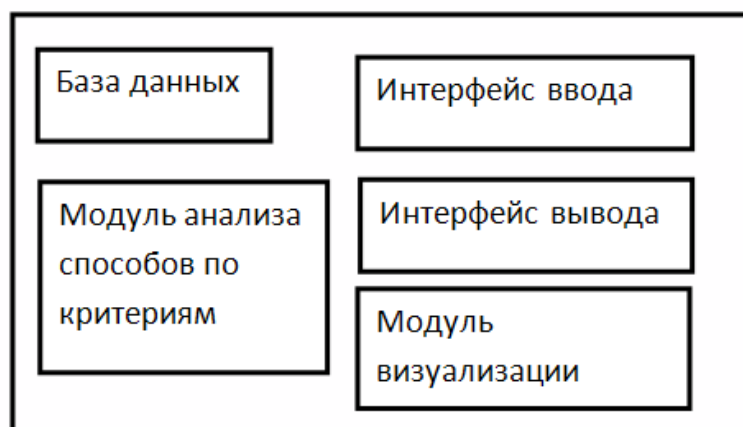 База данных
Интерфейс ввода
Модуль анализа
способов по
критериям
Интерфейс вывода
Модуль
визуализации